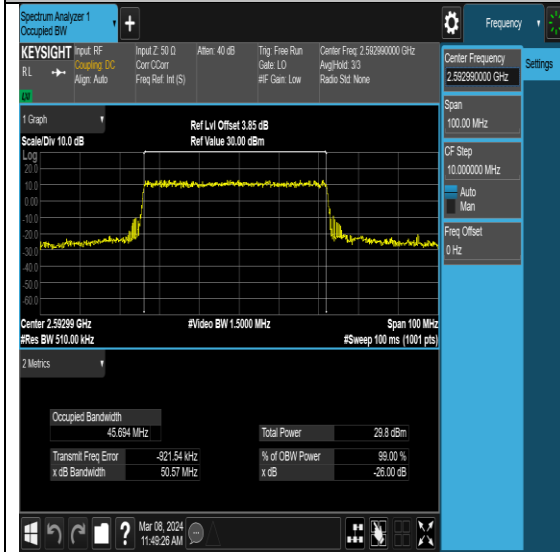 Spectrum Analyzer 1
Occupied BW
Frequency
KEYSIGHT
RL
Input: RF
Coupling: DC
Align: Auto
Input Z: 50 Ω
Corr CCorr
Freq Ref: Int (S)
Atten: 40 dB
Trig: Free Run
Gate: LO
#IF Gain: Low
Center Freq: 2.592990000 GHz
Avg|Hold: 3/3
Radio Std: None
1 Graph
Scale/Div 10.0 dB
Ref Lvl Offset 3.85 dB
Ref Value 30.00 dBm
Log
20.0
10.0
0.00
-10.0
-20.0
-30.0
-40.0
-50.0
-60.0
Center 2.59299 GHz
#Res BW 510.00 kHz
#Video BW 1.5000 MHz
Span 100 MHz
#Sweep 100 ms (1001 pts)
2 Metrics
Occupied Bandwidth
45.694 MHz
Total Power 29.8 dBm
Transmit Freq Error -921.54 kHz
% of OBW Power 99.00 %
x dB Bandwidth 50.57 MHz
x dB -26.00 dB
Center Frequency
2.592990000 GHz
Settings
Span
100.00 MHz
CF Step
10.000000 MHz
Auto
Man
Freq Offset
0 Hz
?
Mar 08, 2024
11:49:26 AM